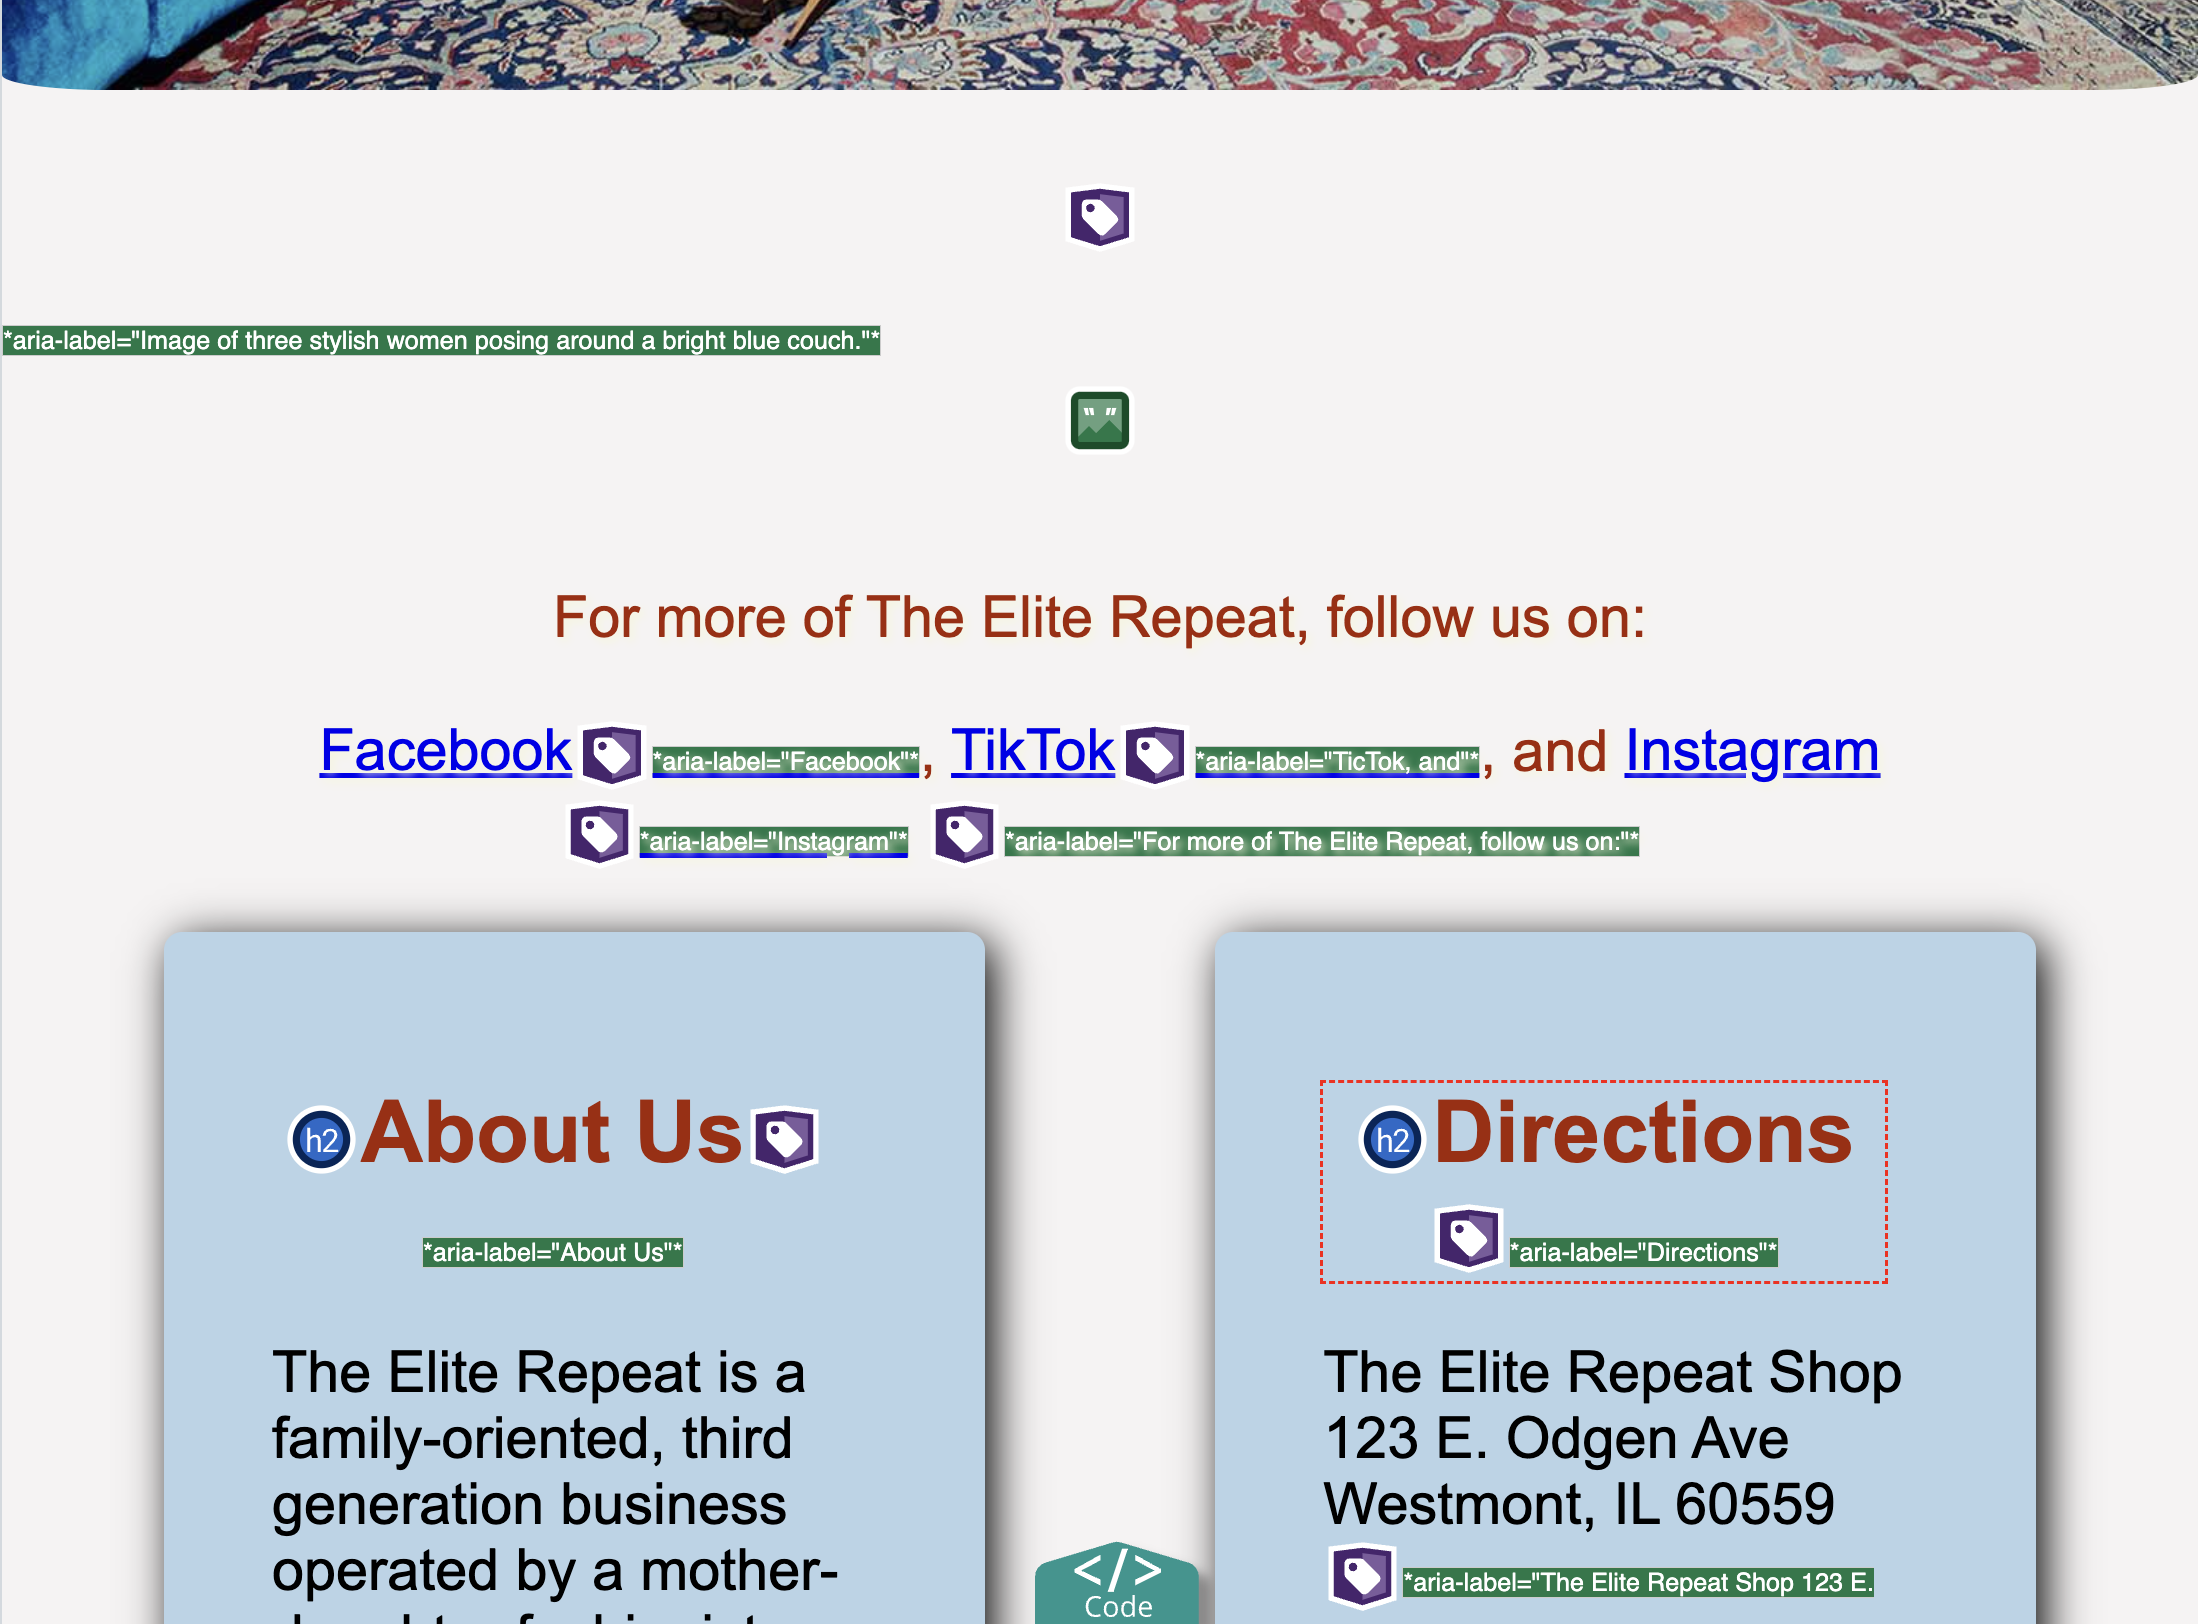 *aria-label="Image of three stylish women posing around a bright blue couch."*
For more of The Elite Repeat, follow us on:
Facebook *aria-label="Facebook"*, TikTok *aria-label="TicTok, and"*, and Instagram
*aria-label="Instagram"* *aria-label="For more of The Elite Repeat, follow us on:"*
h2 About Us
*aria-label="About Us"*
The Elite Repeat is a
family-oriented, third
generation business
operated by a mother-
h2 Directions
*aria-label="Directions"*
The Elite Repeat Shop
123 E. Odgen Ave
Westmont, IL 60559
*aria-label="The Elite Repeat Shop 123 E.
</> Code